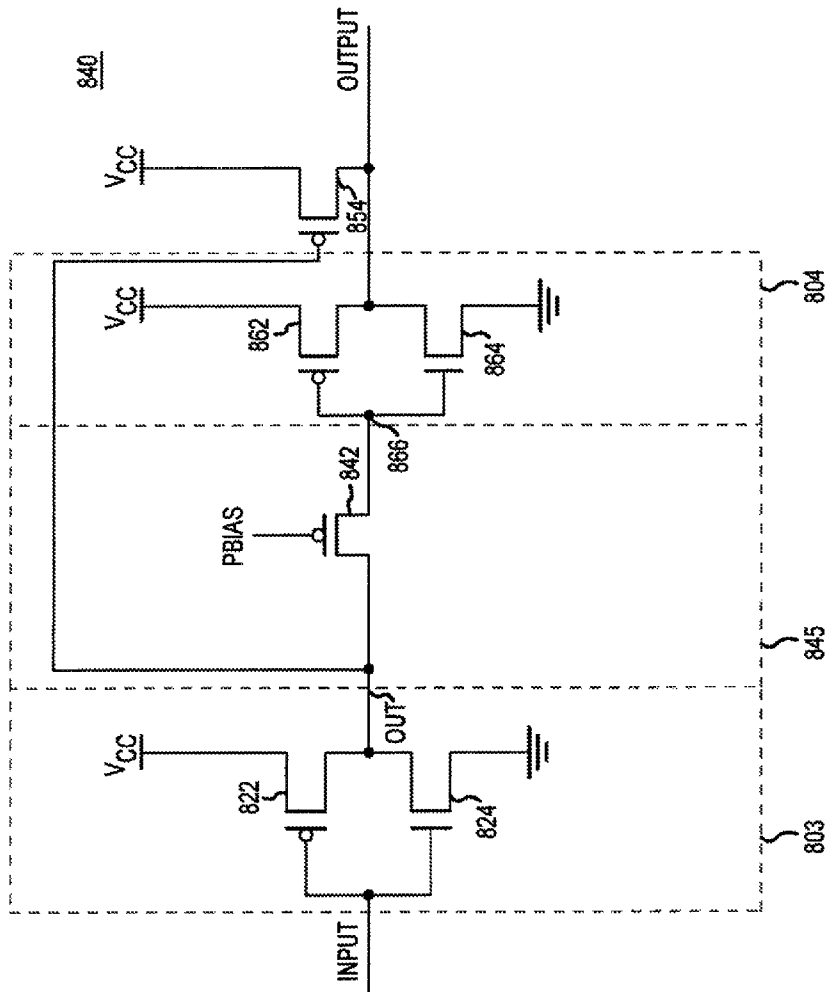 840
VCC
VCC
VCC
OUTPUT
854
862
864
866
842
PBIAS
822
OUT
824
INPUT
804
845
803